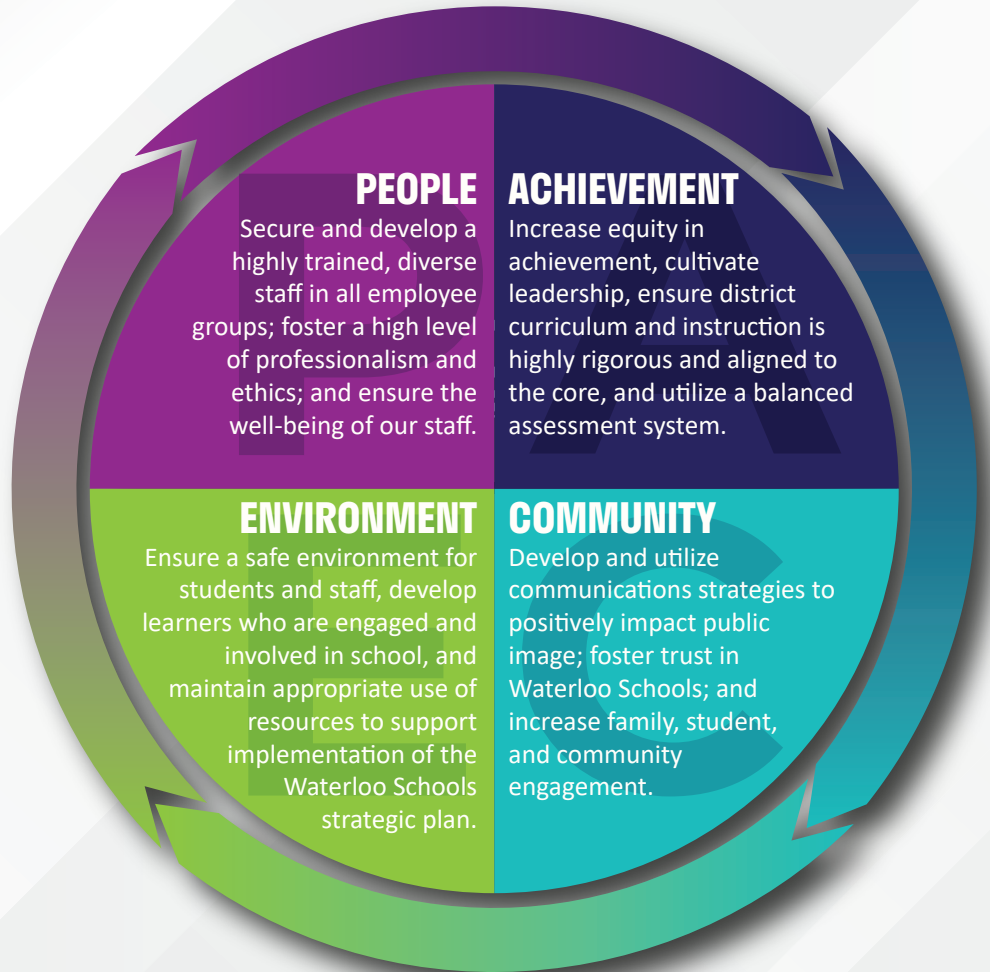 PEOPLE
Secure and develop a
highly trained, diverse
staff in all employee
groups; foster a high level
of professionalism and
ethics; and ensure the
well-being of our staff.
ACHIEVEMENT
Increase equity in
achievement, cultivate
leadership, ensure district
curriculum and instruction is
highly rigorous and aligned to
the core, and utilize a balanced
assessment system.
ENVIRONMENT
Ensure a safe environment for
students and staff, develop
learners who are engaged and
involved in school, and
maintain appropriate use of
resources to support
implementation of the
Waterloo Schools
strategic plan.
COMMUNITY
Develop and utilize
communications strategies to
positively impact public
image; foster trust in
Waterloo Schools; and
increase family, student,
and community
engagement.
P
A
E
C